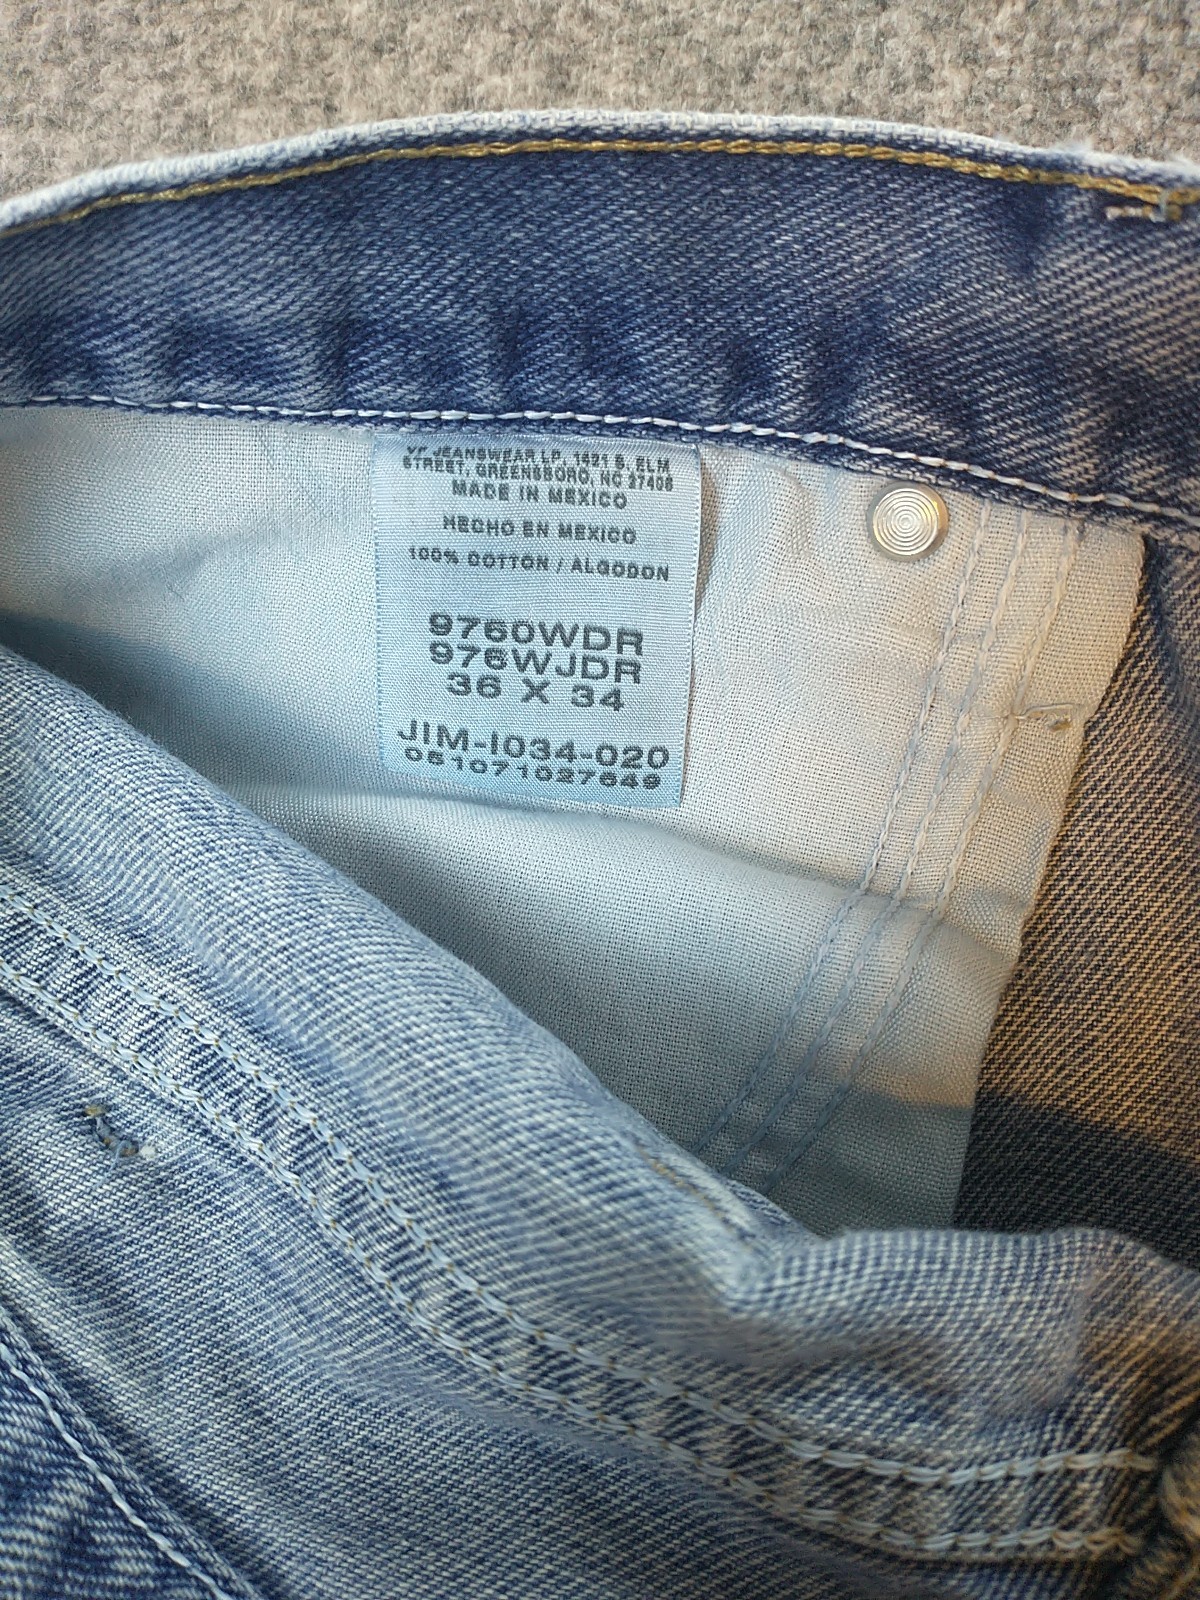 VF JEANSWEAR LP, 1421 S. ELM
STREET, GREENSBORO, NC 27406
MADE IN MEXICO
HECHO EN MEXICO
100% COTTON / ALGODON
9760WDR
976WJDR
36 X 34
JIM-I034-020
051071027649